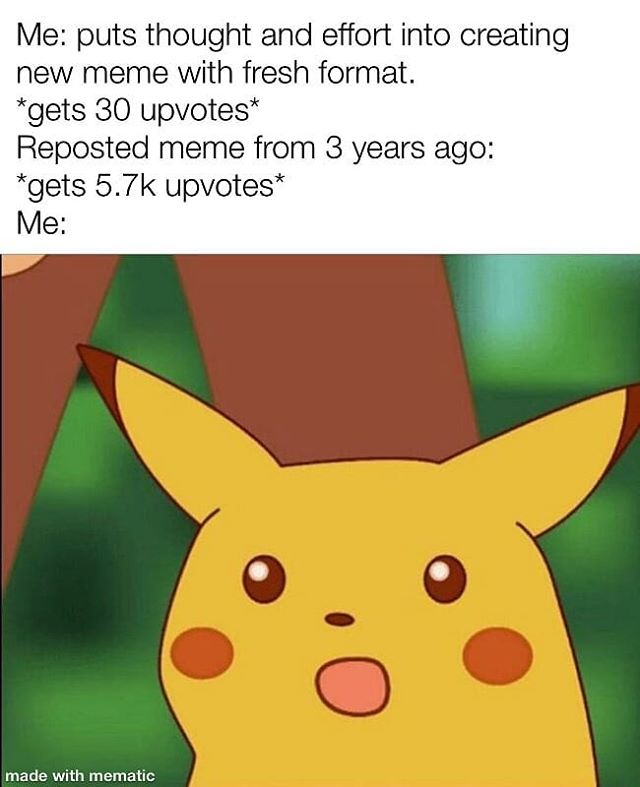 Me: puts thought and effort into creating
new meme with fresh format.
*gets 30 upvotes*
Reposted meme from 3 years ago:
*gets 5.7k upvotes*
Me:
made with mematic